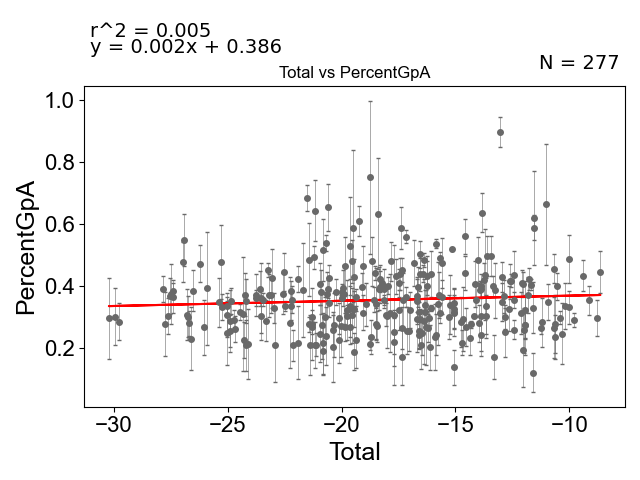 r^2 = 0.005
y = 0.002x + 0.386
N = 277
Total vs PercentGpA
PercentGpA
1.0
0.8
0.6
0.4
0.2
−30
−25
−20
−15
−10
Total